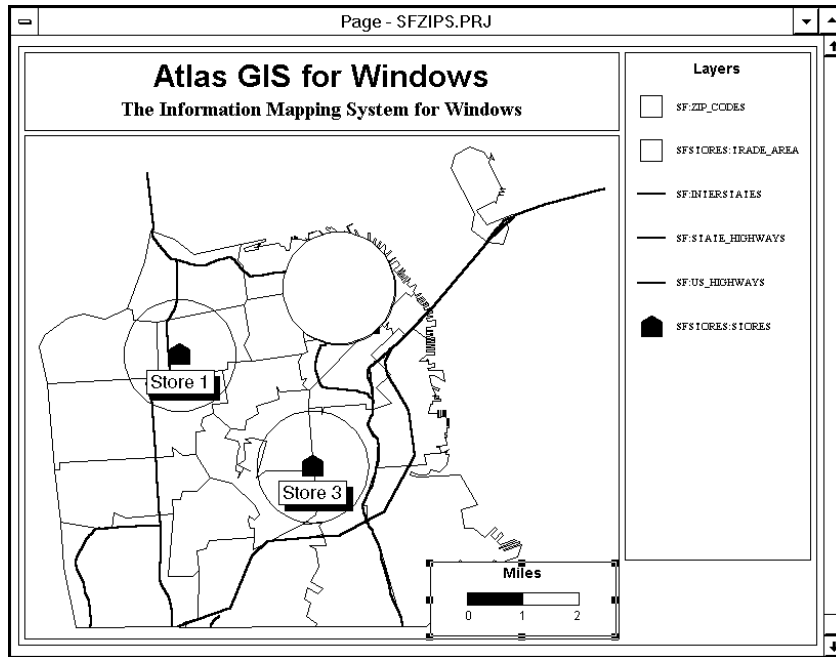 Page - SFZIPS.PRJ
Atlas GIS for Windows
The Information Mapping System for Windows
Layers
SF:ZIP_CODES
SFSTORES:TRADE_AREA
SF:INTERSTATES
SF:STATE_HIGHWAYS
SF:US_HIGHWAYS
SFSTORES:STORES
Store 1
Store 3
Miles
0 1 2